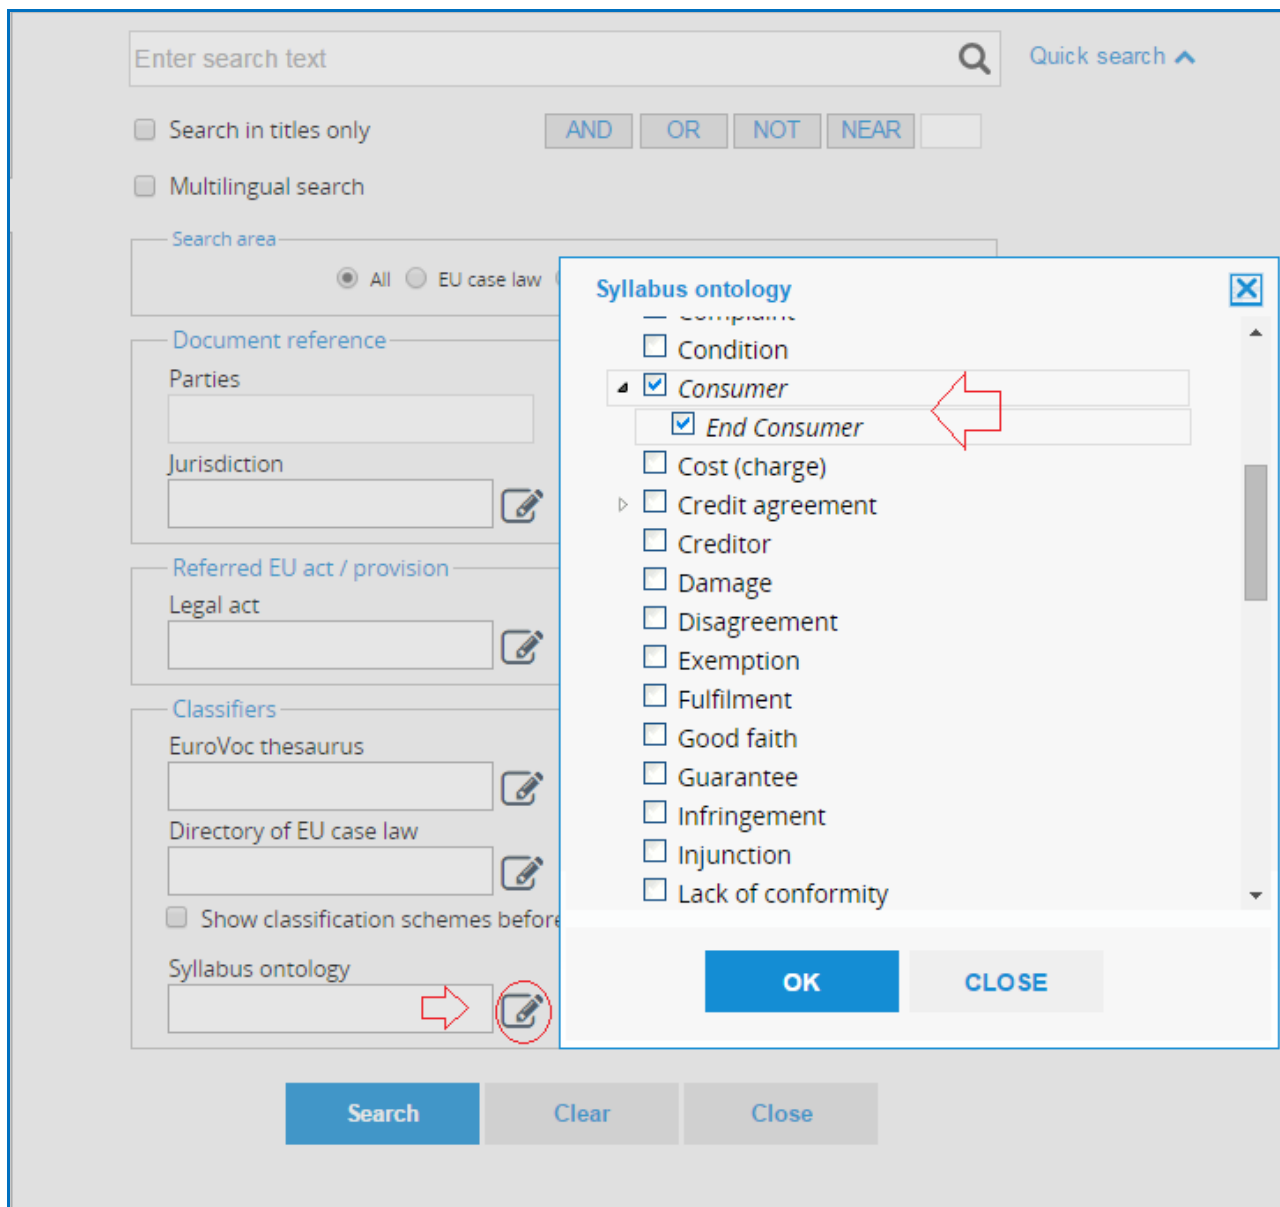 Enter search text
Quick search
Search in titles only
AND OR NOT NEAR
Multilingual search
Search area
All EU case law
Document reference
Parties
Jurisdiction
Referred EU act / provision
Legal act
Classifiers
EuroVoc thesaurus
Directory of EU case law
Show classification schemes before
Syllabus ontology
Search Clear Close
Syllabus ontology
Complaint
Condition
Consumer
End Consumer
Cost (charge)
Credit agreement
Creditor
Damage
Disagreement
Exemption
Fulfilment
Good faith
Guarantee
Infringement
Injunction
Lack of conformity
OK CLOSE